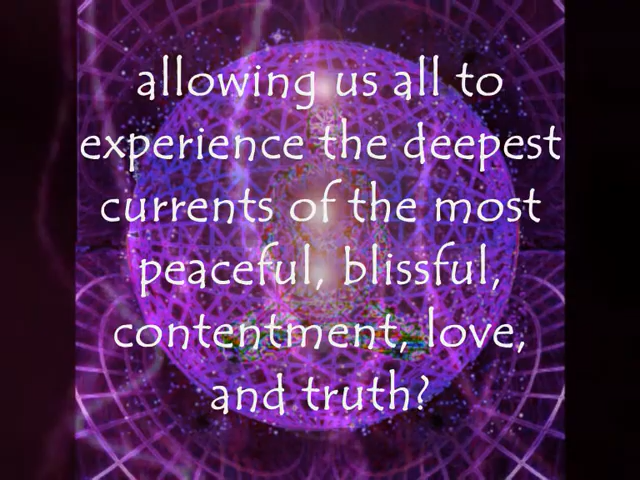 allowing us all to
experience the deepest
currents of the most
peaceful, blissful,
contentment, love,
and truth?